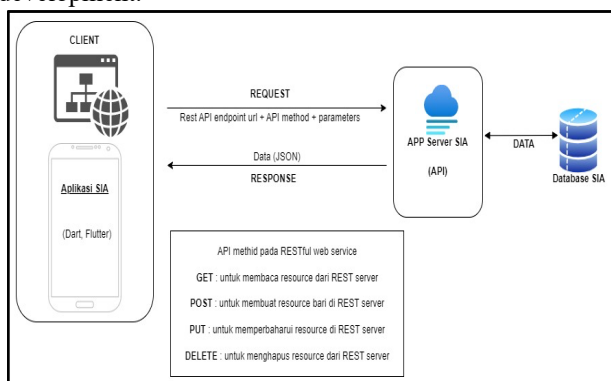 development.
CLIENT
REQUEST
Rest API endpoint url + API method + parameters
Data (JSON)
RESPONSE
Aplikasi SIA
(Dart, Flutter)
APP Server SIA
(API)
DATA
Database SIA
API methid pada RESTful web service
GET : untuk membaca resource dari REST server
POST : untuk membuat resource bari di REST server
PUT : untuk memperbaharui resource di REST server
DELETE : untuk menghapus resource dari REST server